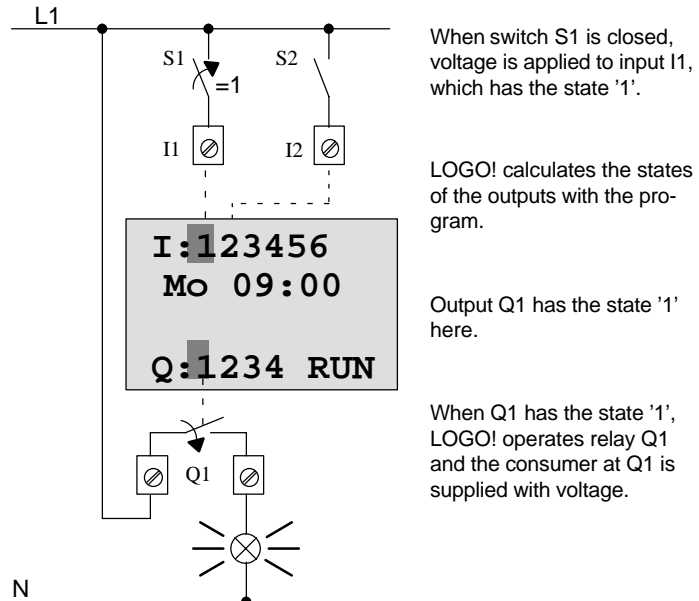 L1
S1
S2
=1
I1
I2
I:123456
Mo 09:00
Q:1234 RUN
Q1
N
When switch S1 is closed,
voltage is applied to input I1,
which has the state '1'.
LOGO! calculates the states
of the outputs with the pro-
gram.
Output Q1 has the state '1'
here.
When Q1 has the state '1',
LOGO! operates relay Q1
and the consumer at Q1 is
supplied with voltage.